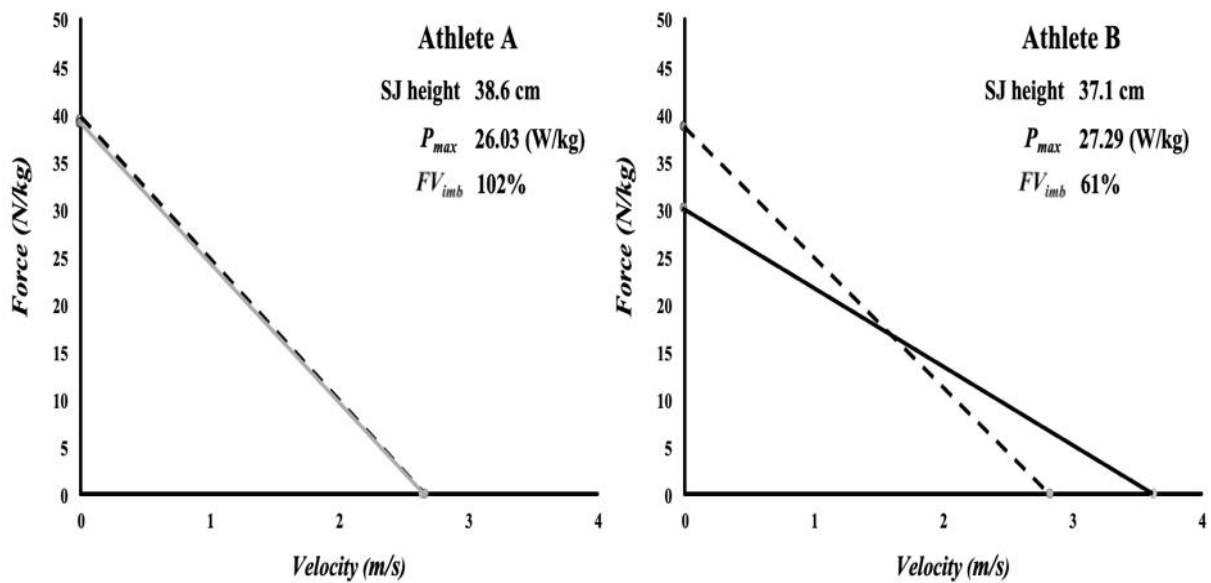 Athlete A
SJ height 38.6 cm
Pmax 26.03 (W/kg)
FVimb 102%
Force (N/kg)
50
45
40
35
30
25
20
15
10
5
0
0 1 2 3 4
Velocity (m/s)
Athlete B
SJ height 37.1 cm
Pmax 27.29 (W/kg)
FVimb 61%
Force (N/kg)
50
45
40
35
30
25
20
15
10
5
0
0 1 2 3 4
Velocity (m/s)